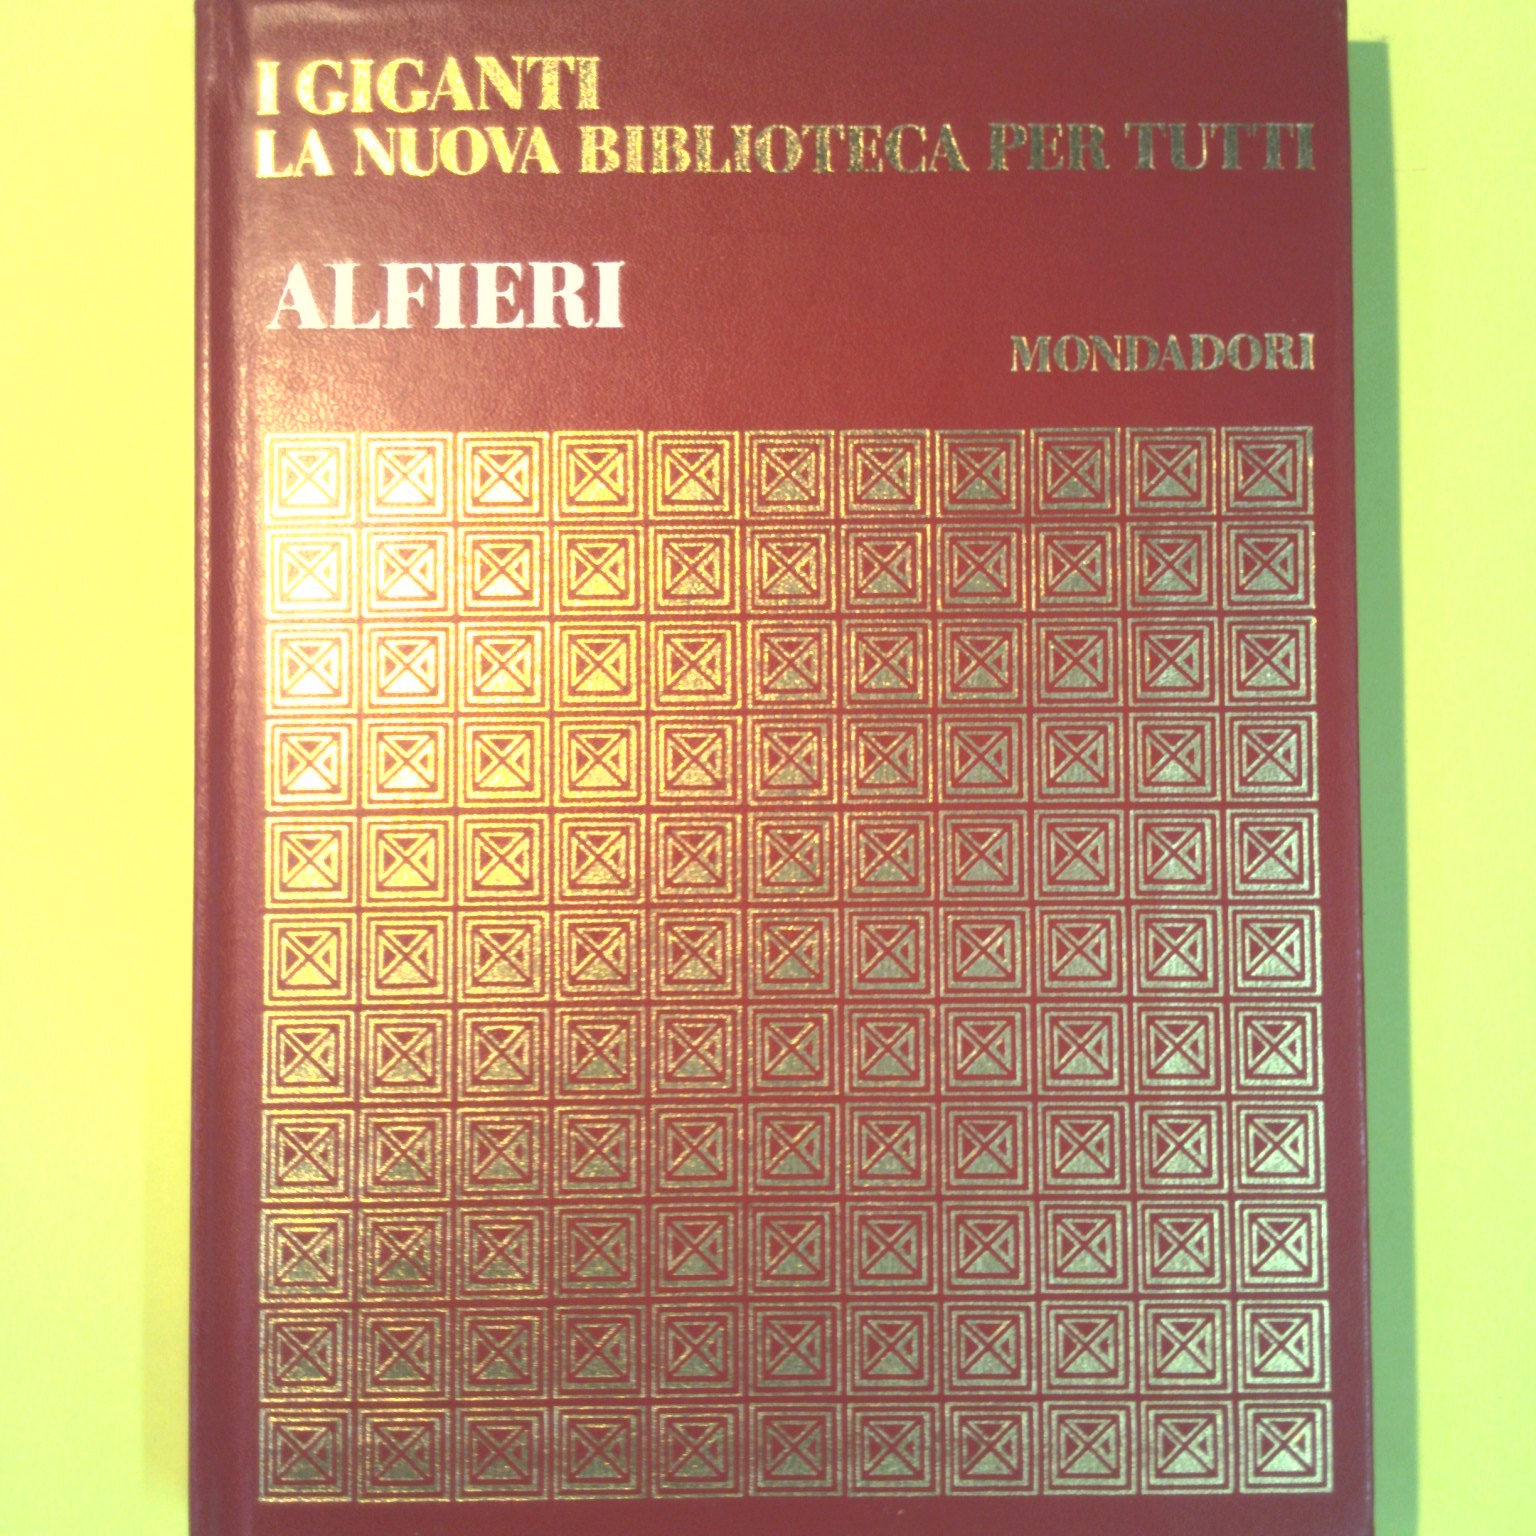 I GIGANTI
LA NUOVA BIBLIOTECA PER TUTTI
ALFIERI
MONDADORI